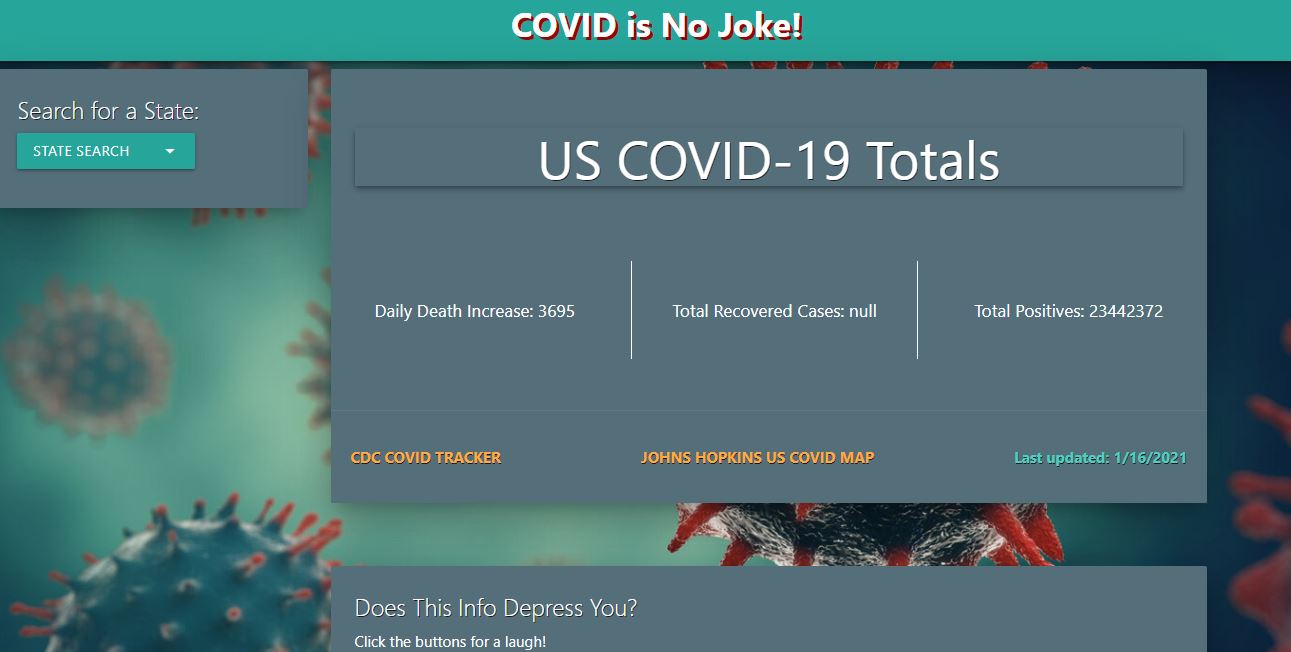 COVID is No Joke!
Search for a State:
STATE SEARCH
US COVID-19 Totals
Daily Death Increase: 3695
Total Recovered Cases: null
Total Positives: 23442372
CDC COVID TRACKER
JOHNS HOPKINS US COVID MAP
Last updated: 1/16/2021
Does This Info Depress You?
Click the buttons for a laugh!